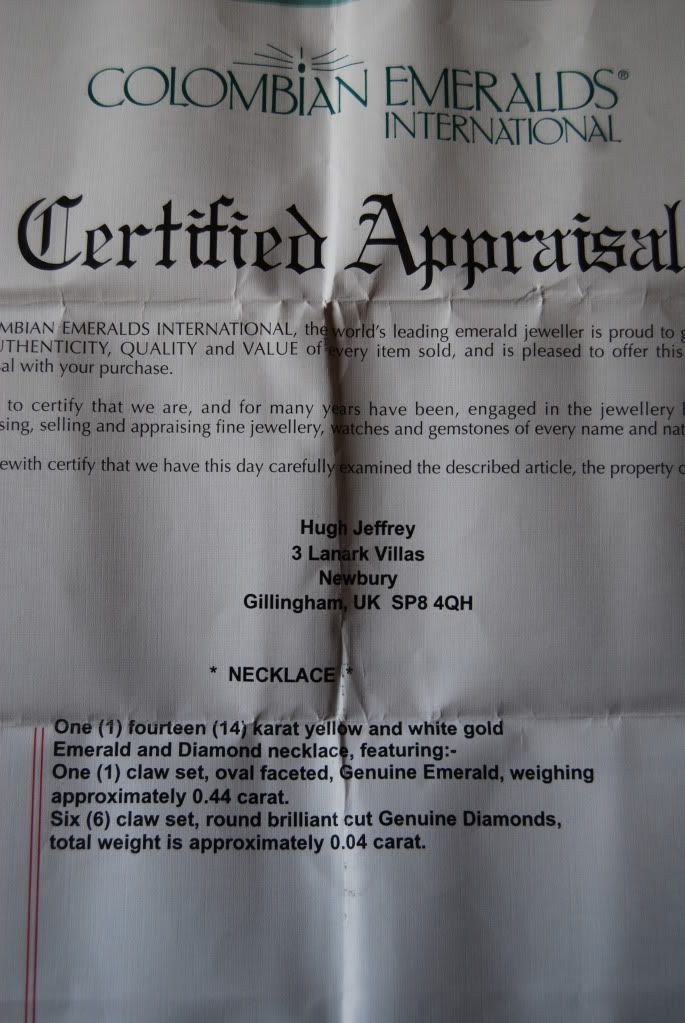 COLOMBIAN EMERALDS®
INTERNATIONAL
Certified Appraisal
MBIAN EMERALDS INTERNATIONAL, the world's leading emerald jeweller is proud to g
UTHENTICITY, QUALITY and VALUE of every item sold, and is pleased to offer this
al with your purchase.
to certify that we are, and for many years have been, engaged in the jewellery
sing, selling and appraising fine jewellery, watches and gemstones of every name and nat
ewith certify that we have this day carefully examined the described article, the property o
Hugh Jeffrey
3 Lanark Villas
Newbury
Gillingham, UK SP8 4QH
* NECKLACE *
One (1) fourteen (14) karat yellow and white gold
Emerald and Diamond necklace, featuring:-
One (1) claw set, oval faceted, Genuine Emerald, weighing
approximately 0.44 carat.
Six (6) claw set, round brilliant cut Genuine Diamonds,
total weight is approximately 0.04 carat.